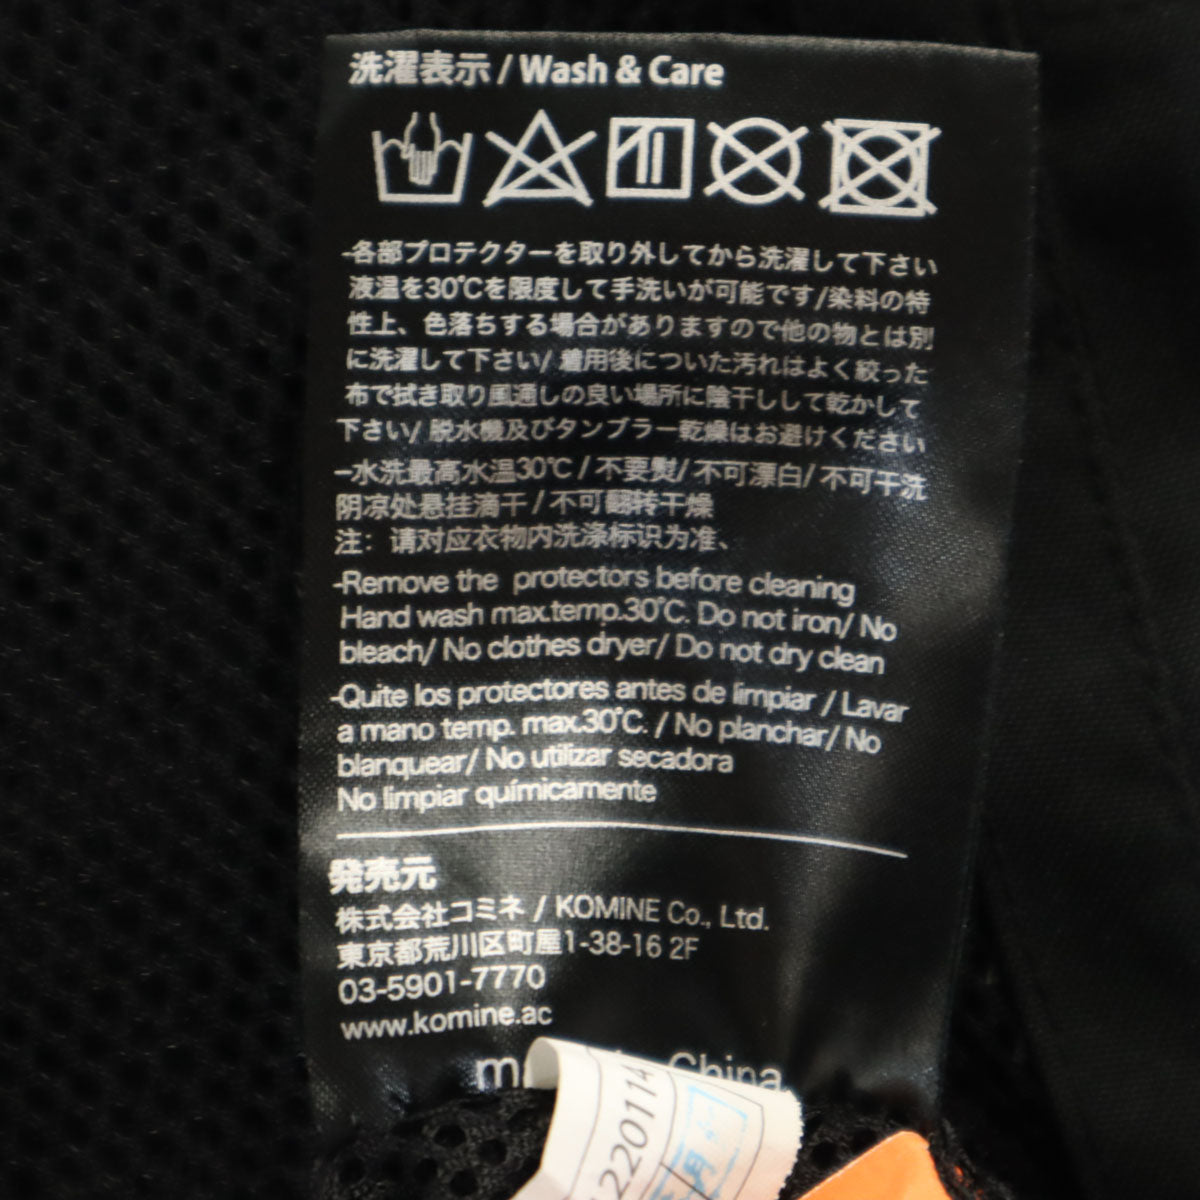 洗濯表示 / Wash & Care
-各部プロテクターを取り外してから洗濯して下さい
液温を30℃を限度して手洗いが可能です/染料の特
性上、色落ちする場合がありますので他の物とは別
に洗濯して下さい/ 着用後についた汚れはよく絞った
布で拭き取り風通しの良い場所に陰干しして乾かして
下さい/ 脱水機及びタンブラー乾燥はお避けください
-水洗最高水温30℃ / 不要熨/ 不可漂白/ 不可干洗
阴凉处悬挂滴干 / 不可翻转干燥
注: 请对应衣物内洗涤标识为准、
-Remove the protectors before cleaning
Hand wash max.temp.30℃. Do not iron/ No
bleach/ No clothes dryer/ Do not dry clean
-Quite los protectores antes de limpiar / Lavar
a mano temp. max.30℃. / No planchar/ No
blanquear/ No utilizar secadora
No limpiar químicamente
発売元
株式会社コミネ / KOMINE Co., Ltd.
東京都荒川区町屋1-38-16 2F
03-5901-7770
www.komine.ac
China
220114
月